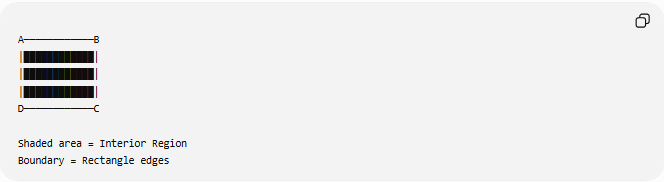 A────────────B
│████████████│
│████████████│
│████████████│
D────────────C
Shaded area = Interior Region
Boundary = Rectangle edges